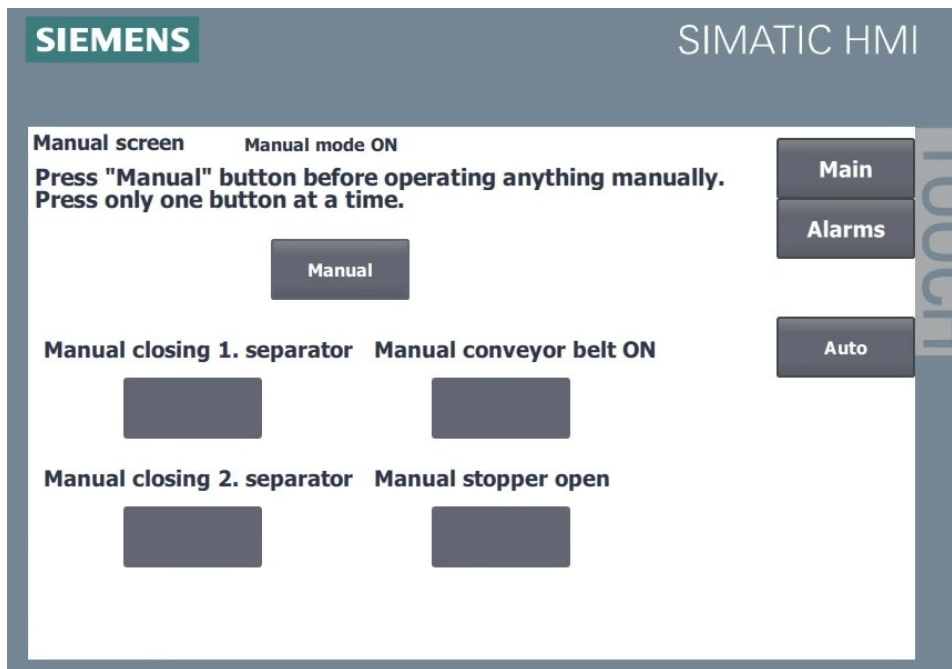 SIEMENS
SIMATIC HMI
TOUCH
Manual screen
Manual mode ON
Press "Manual" button before operating anything manually.
Press only one button at a time.
Main
Alarms
Manual
Manual closing 1. separator
Manual conveyor belt ON
Auto
Manual closing 2. separator
Manual stopper open